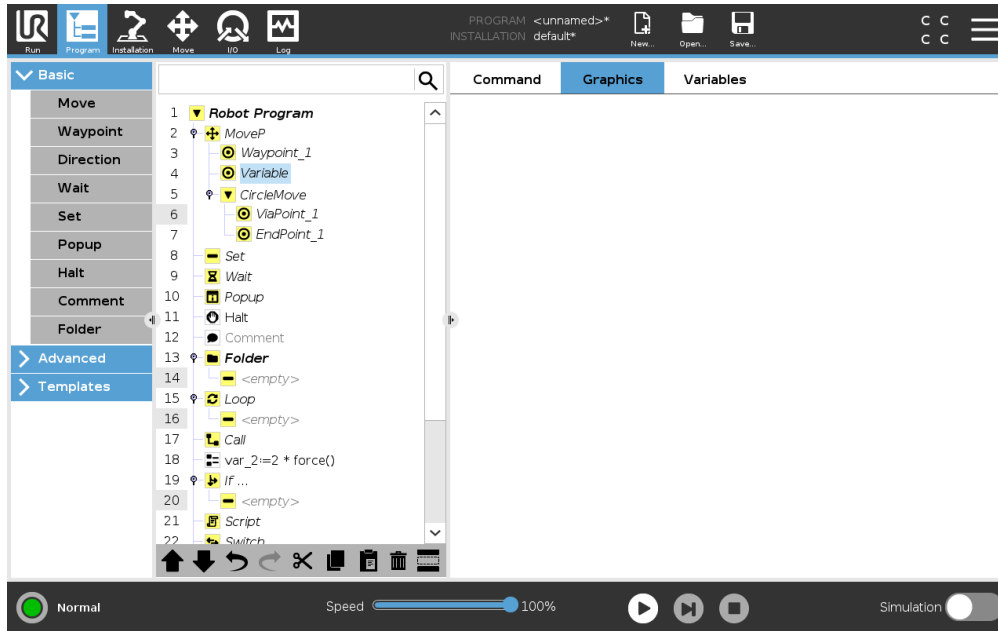 PROGRAM <unnamed>*
INSTALLATION default*
Run Program Installation Move I/O Log New... Open... Save...
C C
C C
Basic
Move
Waypoint
Direction
Wait
Set
Popup
Halt
Comment
Folder
Advanced
Templates
1 Robot Program
2 MoveP
3 Waypoint_1
4 Variable
5 CircleMove
6 ViaPoint_1
7 EndPoint_1
8 Set
9 Wait
10 Popup
11 Halt
12 Comment
13 Folder
14 <empty>
15 Loop
16 <empty>
17 Call
18 var_2:=2 * force()
19 If ...
20 <empty>
21 Script
22 Switch
Command Graphics Variables
Normal
Speed 100%
Simulation